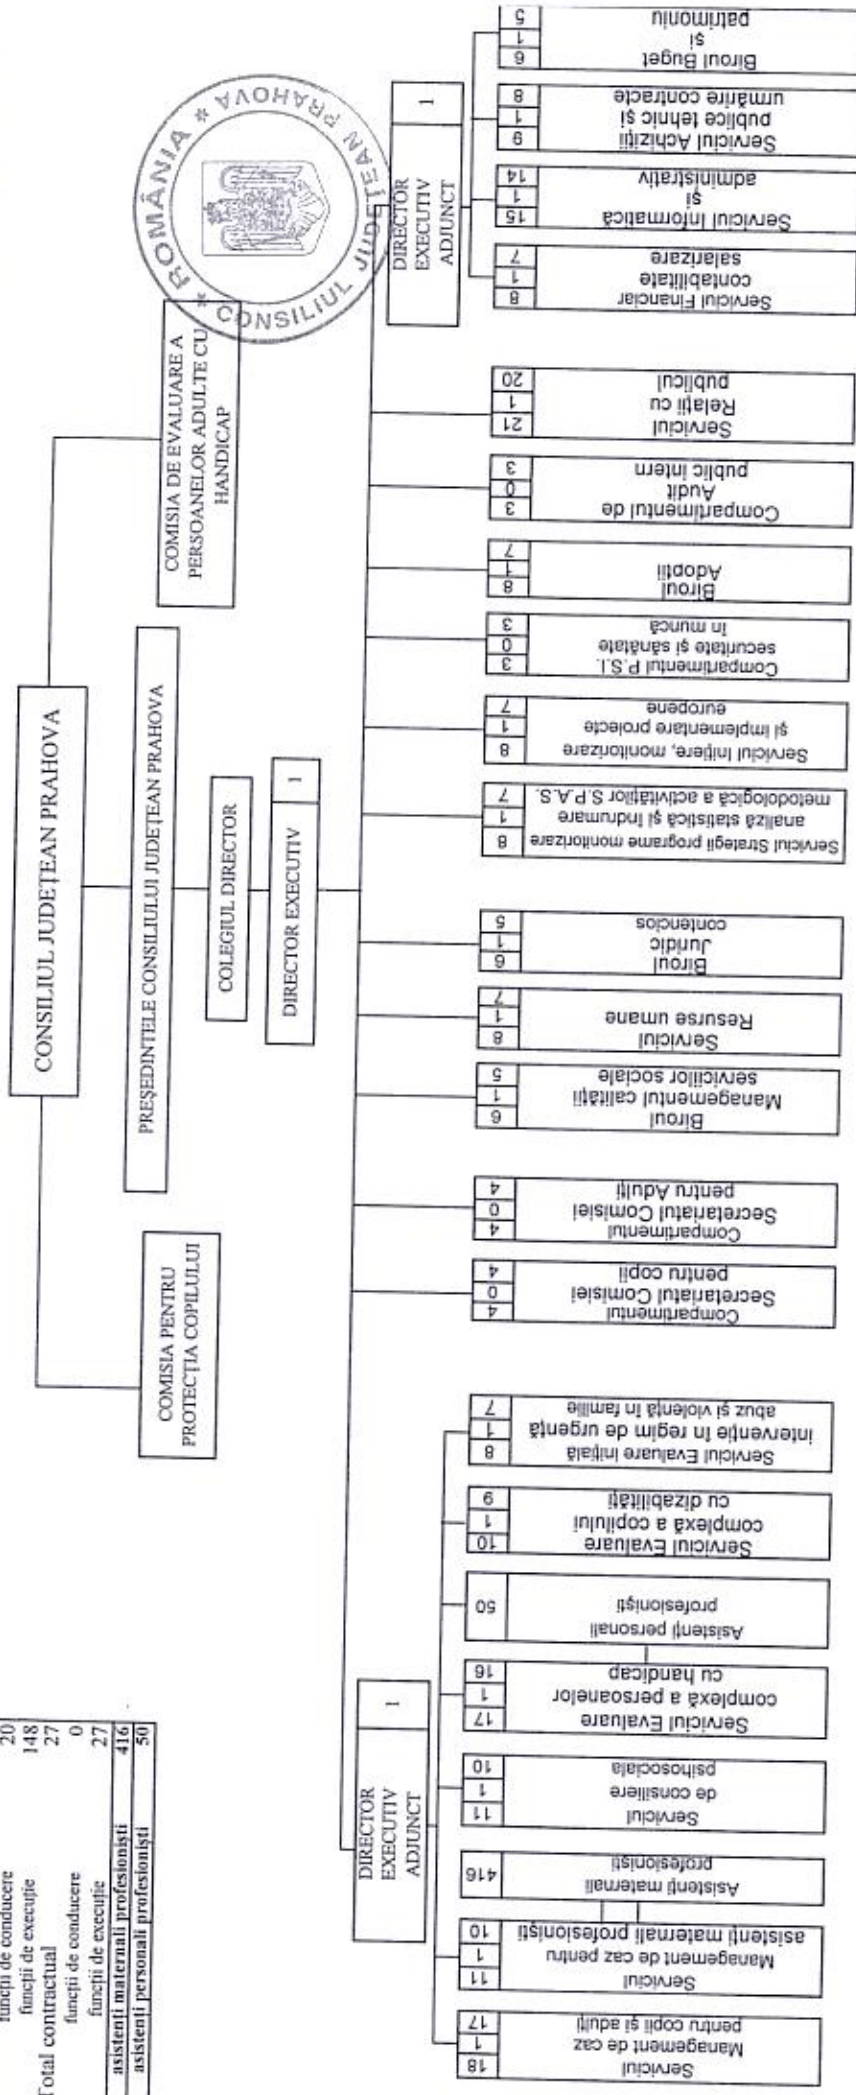 CONSILIUL JUDEȚEAN PRAHOVA
COMISIA PENTRU
PROTECȚIA COPILULUI
PREȘEDINTELE CONSILIULUI JUDEȚEAN PRAHOVA
COMISIA DE EVALUARE A
PERSOANELOR ADULTE CU
HANDICAP
ROMÂNIA * PRAHOVA * CONSILIUL JUDEȚEAN
COLEGIUL DIRECTOR
DIRECTOR EXECUTIV 1
funcții de conducere 20
funcții de execuție 148
Total contractual 27
funcții de conducere 0
funcții de execuție 27
asistenti maternali profesioniști 416
asistenti personali profesioniști 50
DIRECTOR
EXECUTIV
ADJUNCT
1
Serviciul
Management de caz
pentru copii și adulți
18
1
17
Serviciul
Management de caz pentru
asistenti maternali profesioniști
11
1
10
Asistenți maternali
profesioniști
416
Serviciul
de consiliere
psihosociala
11
1
10
Serviciul Evaluare
complexă a persoanelor
cu handicap
17
1
16
Asistenți personali
profesioniști
50
Serviciul Evaluare
complexă a copilului
cu dizabilități
10
1
9
Serviciul Evaluare Inițială
intervenție în regim de urgență
abuz și violență în familie
8
1
7
Compartimentul
Secretariatul Comisiei
pentru copii
4
0
4
Compartimentul
Secretariatul Comisiei
pentru Adulți
4
0
4
Biroul
Managementul calității
serviciilor sociale
6
1
5
Serviciul
Resurse umane
8
1
7
Biroul
Juridic
contencios
6
1
5
Serviciul Strategii programe monitorizare
analiza statistică și îndrumare
metodologică a activităților S.P.A.S.
8
1
7
Serviciul Inițiere, monitorizare
și implementare proiecte
europene
8
1
7
Compartimentul P.S.I.
securitate și sănătate
în muncă
3
0
3
Biroul
Adoptii
8
1
7
Compartimentul de
Audit
public intern
3
0
3
Serviciul
Relații cu
publicul
21
1
20
DIRECTOR
EXECUTIV
ADJUNCT
1
Serviciul Financiar
contabilitate
salarizare
8
1
7
Serviciul Informatică
și
administrativ
15
1
14
Serviciul Achiziții
publice tehnic și
urmărire contracte
9
1
8
Biroul Buget
și
patrimoniu
6
1
5